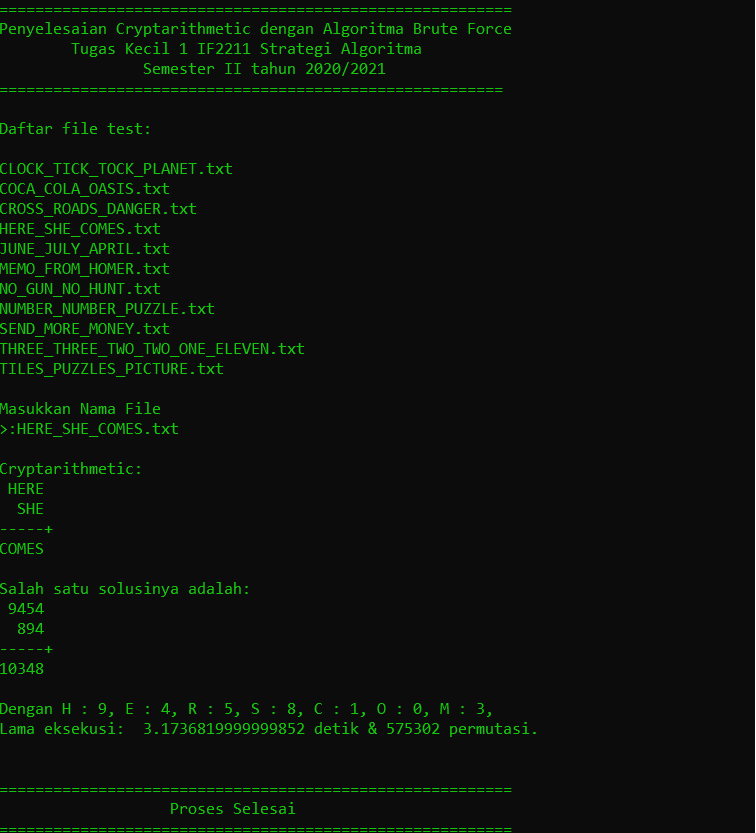 =========================================================
Penyelesaian Cryptarithmetic dengan Algoritma Brute Force
        Tugas Kecil 1 IF2211 Strategi Algoritma
                Semester II tahun 2020/2021
========================================================

Daftar file test:

CLOCK_TICK_TOCK_PLANET.txt
COCA_COLA_OASIS.txt
CROSS_ROADS_DANGER.txt
HERE_SHE_COMES.txt
JUNE_JULY_APRIL.txt
MEMO_FROM_HOMER.txt
NO_GUN_NO_HUNT.txt
NUMBER_NUMBER_PUZZLE.txt
SEND_MORE_MONEY.txt
THREE_THREE_TWO_TWO_ONE_ELEVEN.txt
TILES_PUZZLES_PICTURE.txt

Masukkan Nama File
>:HERE_SHE_COMES.txt

Cryptarithmetic:
 HERE
  SHE
-----+
COMES

Salah satu solusinya adalah:
 9454
  894
-----+
10348

Dengan H : 9, E : 4, R : 5, S : 8, C : 1, O : 0, M : 3,
Lama eksekusi:  3.1736819999999852 detik & 575302 permutasi.

=========================================================
                   Proses Selesai
=========================================================